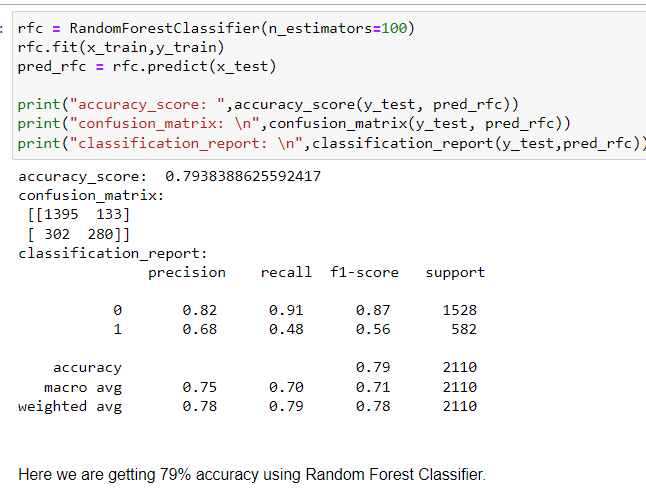 rfc = RandomForestClassifier(n_estimators=100)
rfc.fit(x_train,y_train)
pred_rfc = rfc.predict(x_test)
print("accuracy_score: ",accuracy_score(y_test, pred_rfc))
print("confusion_matrix: \n",confusion_matrix(y_test, pred_rfc))
print("classification_report: \n",classification_report(y_test,pred_rfc))
accuracy_score:  0.7938388625592417
confusion_matrix:
 [[1395  133]
 [ 302  280]]
classification_report:
              precision    recall  f1-score   support
           0       0.82      0.91      0.87      1528
           1       0.68      0.48      0.56       582
    accuracy                           0.79      2110
   macro avg       0.75      0.70      0.71      2110
weighted avg       0.78      0.79      0.78      2110
Here we are getting 79% accuracy using Random Forest Classifier.